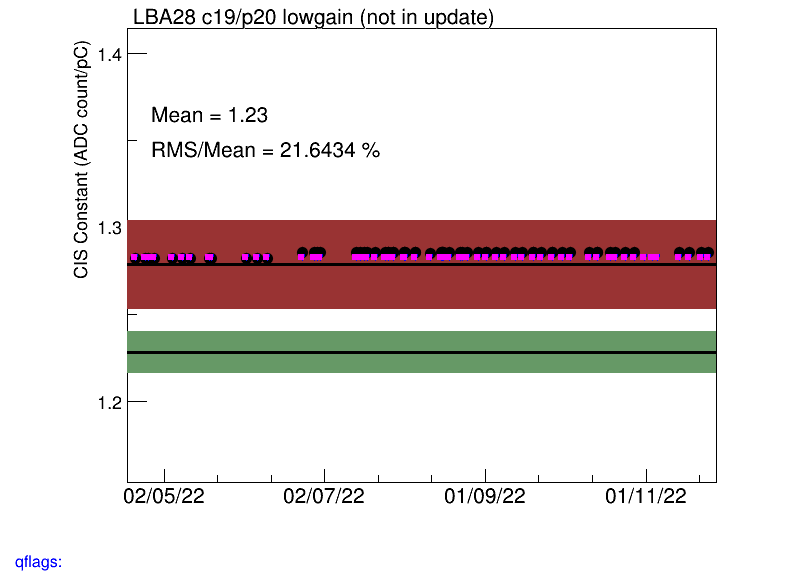 LBA28 c19/p20 lowgain (not in update)
CIS Constant (ADC count/pC)
1.4
Mean = 1.23
RMS/Mean = 21.6434 %
1.3
1.2
02/05/22 02/07/22 01/09/22 01/11/22
qflags: